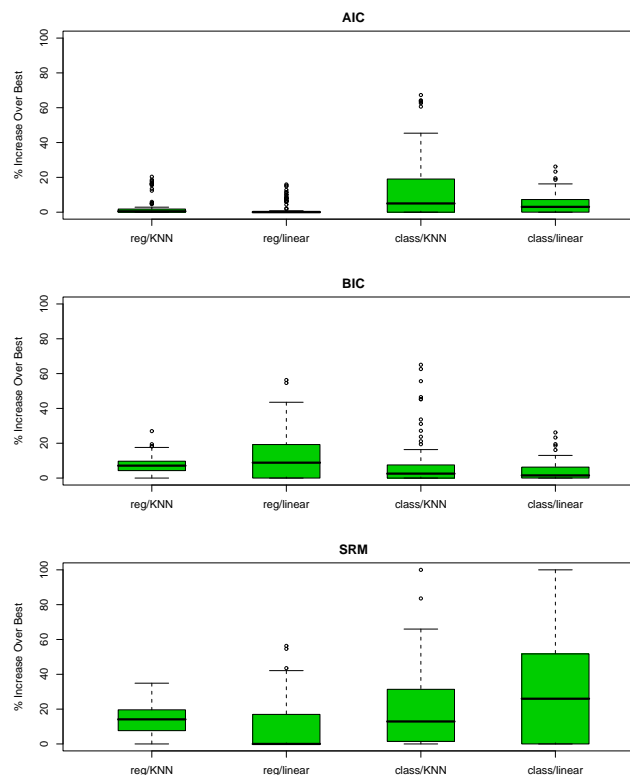 AIC
% Increase Over Best
100
80
60
40
20
0
reg/KNN reg/linear class/KNN class/linear
BIC
% Increase Over Best
100
80
60
40
20
0
reg/KNN reg/linear class/KNN class/linear
SRM
% Increase Over Best
100
80
60
40
20
0
reg/KNN reg/linear class/KNN class/linear